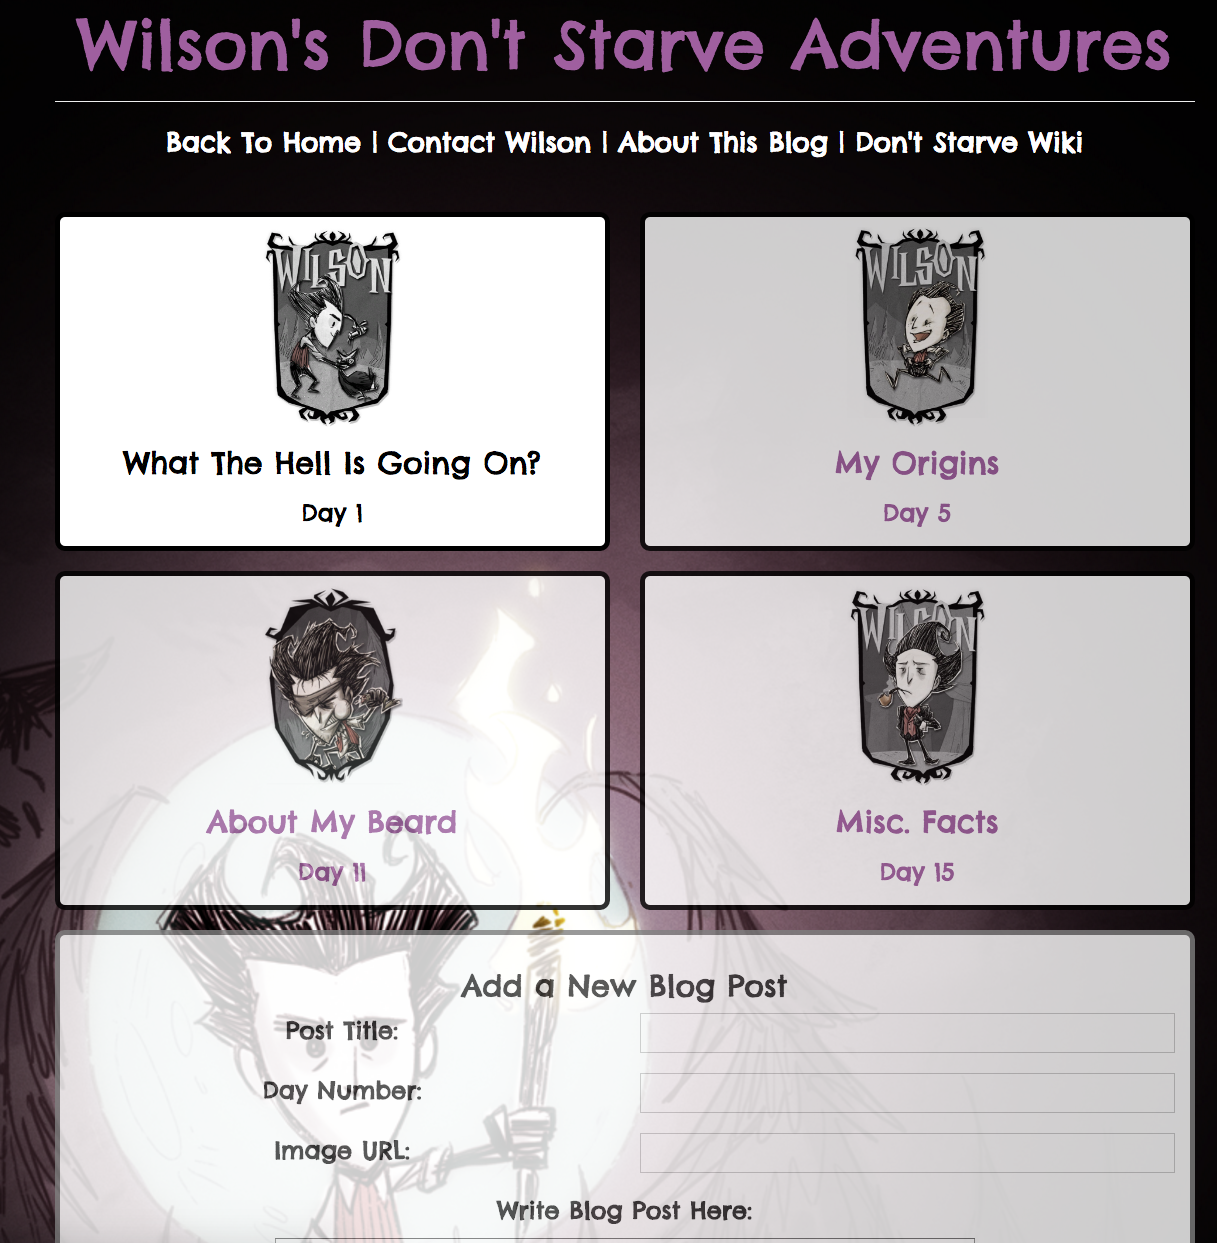 Wilson's Don't Starve Adventures
Back To Home | Contact Wilson | About This Blog | Don't Starve Wiki
WILSON
What The Hell Is Going On?
Day 1
WILSON
My Origins
Day 5
About My Beard
Day 11
WILSON
Misc. Facts
Day 15
Add a New Blog Post
Post Title:
Day Number:
Image URL:
Write Blog Post Here: